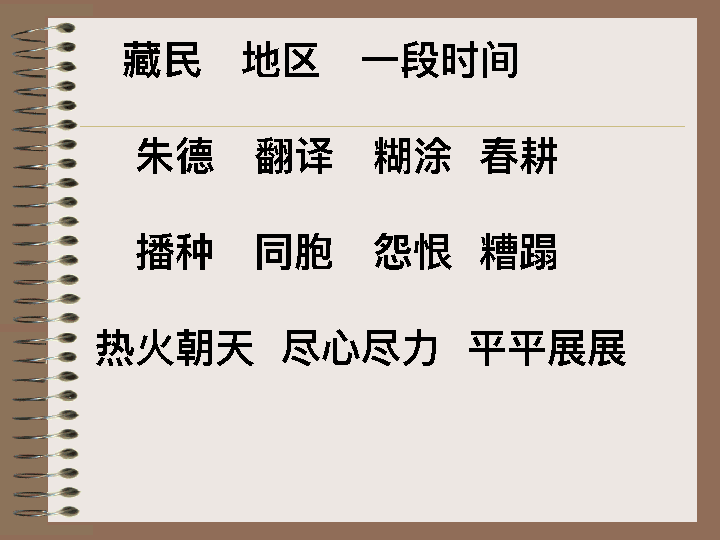 藏民 地区 一段时间
朱德 翻译 糊涂 春耕
播种 同胞 怨恨 糟蹋
热火朝天 尽心尽力 平平展展